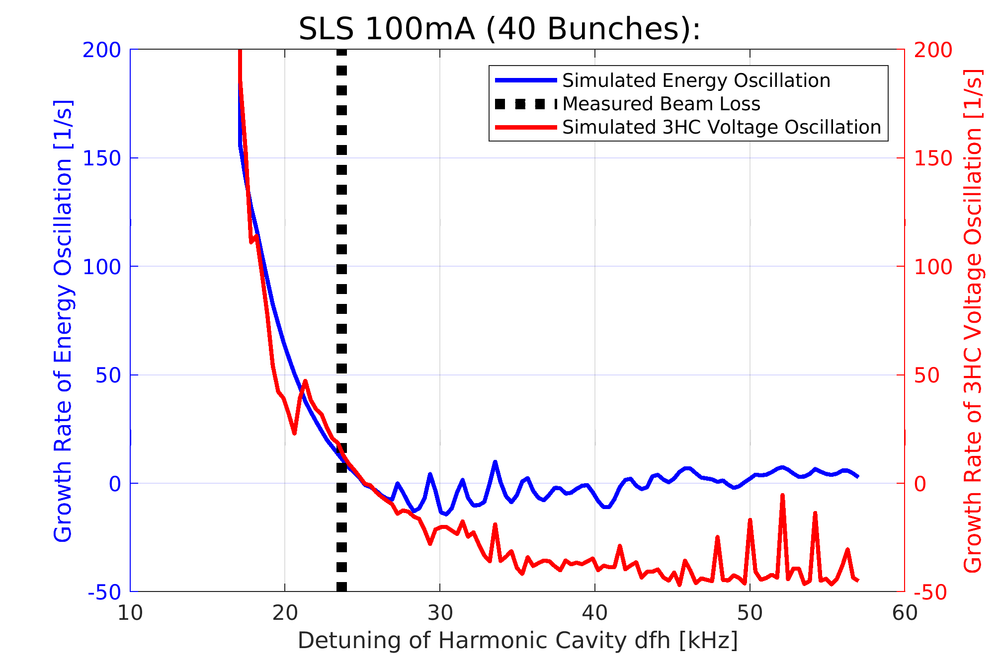 SLS 100mA (40 Bunches):
Growth Rate of Energy Oscillation [1/s]
200
150
100
50
0
-50
Simulated Energy Oscillation
Measured Beam Loss
Simulated 3HC Voltage Oscillation
200
150
100
50
0
-50
Growth Rate of 3HC Voltage Oscillation [1/s]
10 20 30 40 50 60
Detuning of Harmonic Cavity dfh [kHz]